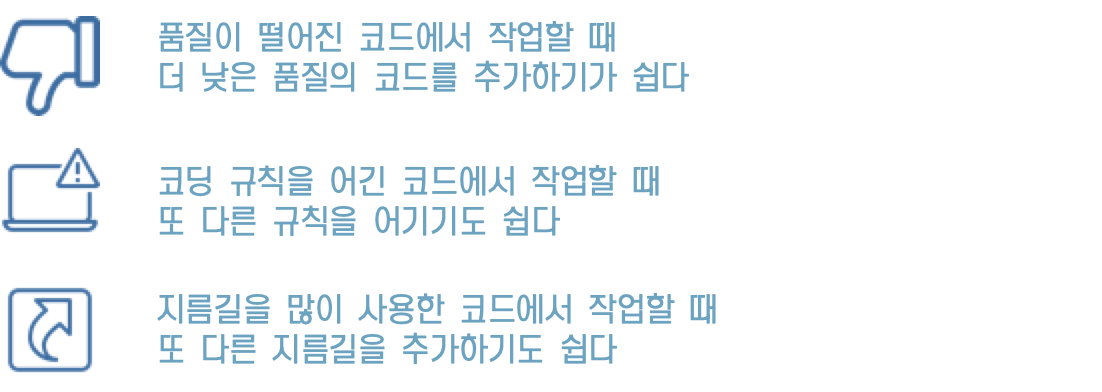 품질이 떨어진 코드에서 작업할 때
더 낮은 품질의 코드를 추가하기가 쉽다
코딩 규칙을 어긴 코드에서 작업할 때
또 다른 규칙을 어기기도 쉽다
지름길을 많이 사용한 코드에서 작업할 때
또 다른 지름길을 추가하기도 쉽다